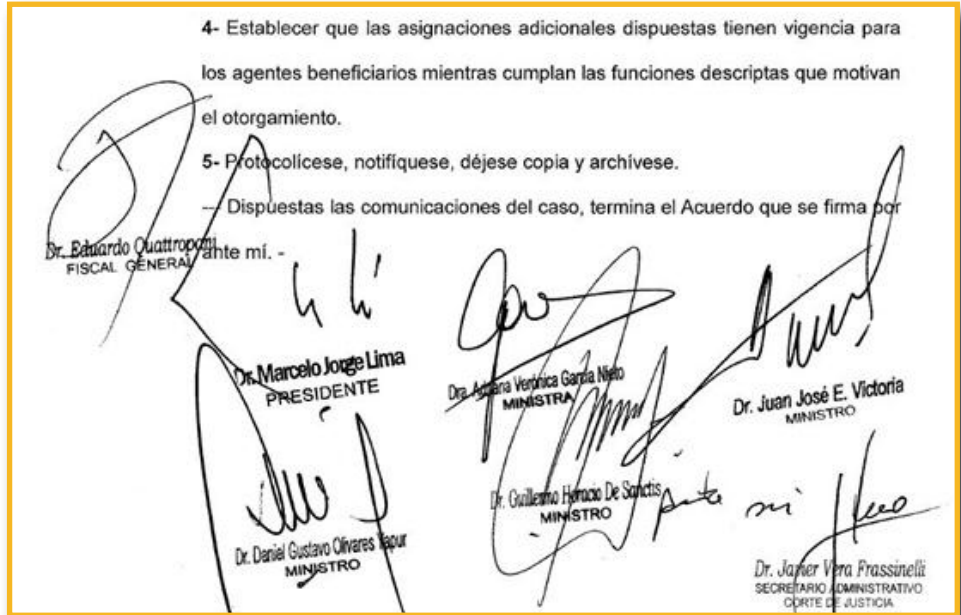 4- Establecer que las asignaciones adicionales dispuestas tienen vigencia para
los agentes beneficiarios mientras cumplan las funciones descriptas que motivan
el otorgamiento.
5- Protocolícese, notifíquese, déjese copia y archívese.
--- Dispuestas las comunicaciones del caso, termina el Acuerdo que se firma por
ante mí. -
Dr. Eduardo Quattropani
FISCAL GENERAL
Dr. Marcelo Jorge Lima
PRESIDENTE
Dra. Adriana Verónica García Nieto
MINISTRA
Dr. Juan José E. Victoria
MINISTRO
Dr. Daniel Gustavo Olivares Yapur
MINISTRO
Dr. Guillermo Horacio De Sanctis
MINISTRO
Ante mi
Dr. Javier Vera Frassinelli
SECRETARIO ADMINISTRATIVO
CORTE DE JUSTICIA